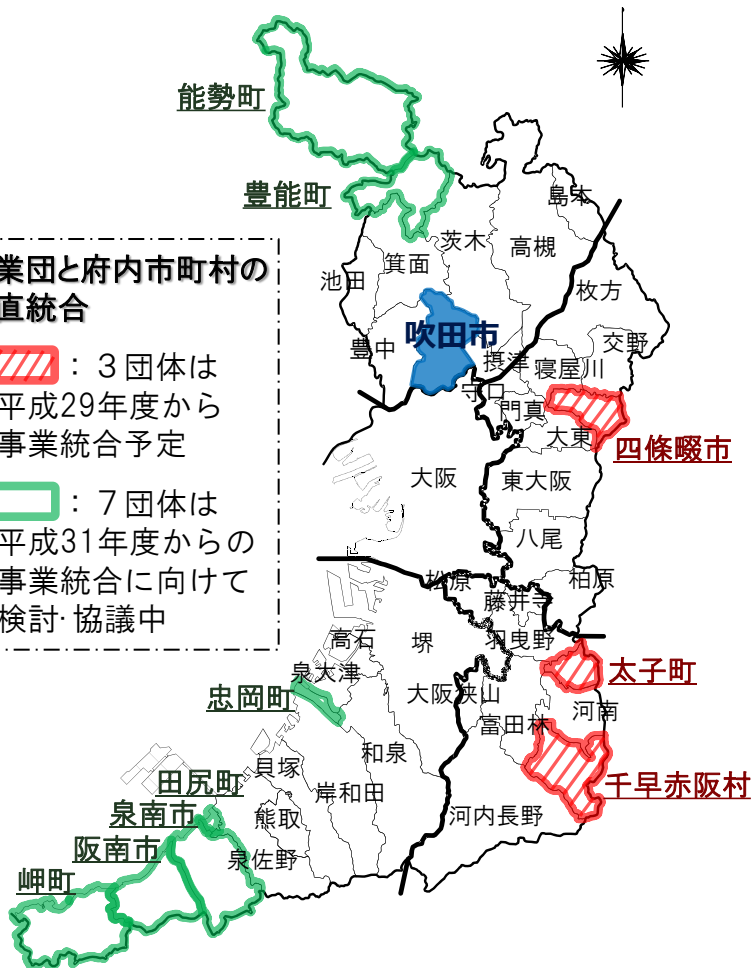 能勢町
豊能町
島本
茨木
高槻
箕面
池田
枚方
業団と府内市町村の
直統合
吹田市
豊中
交野
摂津
寝屋川
：３団体は
平成29年度から
事業統合予定
守口
門真
大東
四條畷市
大阪
東大阪
：７団体は
平成31年度からの
事業統合に向けて
検討･協議中
八尾
松原
柏原
藤井寺
高石
堺
羽曳野
泉大津
太子町
忠岡町
大阪狭山
河南
富田林
和泉
貝塚
田尻町
岸和田
千早赤阪村
泉南市
熊取
河内長野
阪南市
泉佐野
岬町